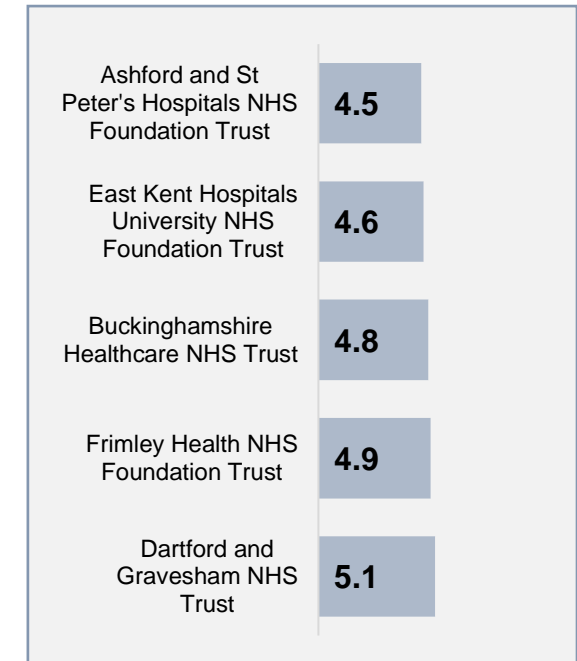 Ashford and St
Peter's Hospitals NHS
Foundation Trust
4.5
East Kent Hospitals
University NHS
Foundation Trust
4.6
Buckinghamshire
Healthcare NHS Trust
4.8
Frimley Health NHS
Foundation Trust
4.9
Dartford and
Gravesham NHS
Trust
5.1